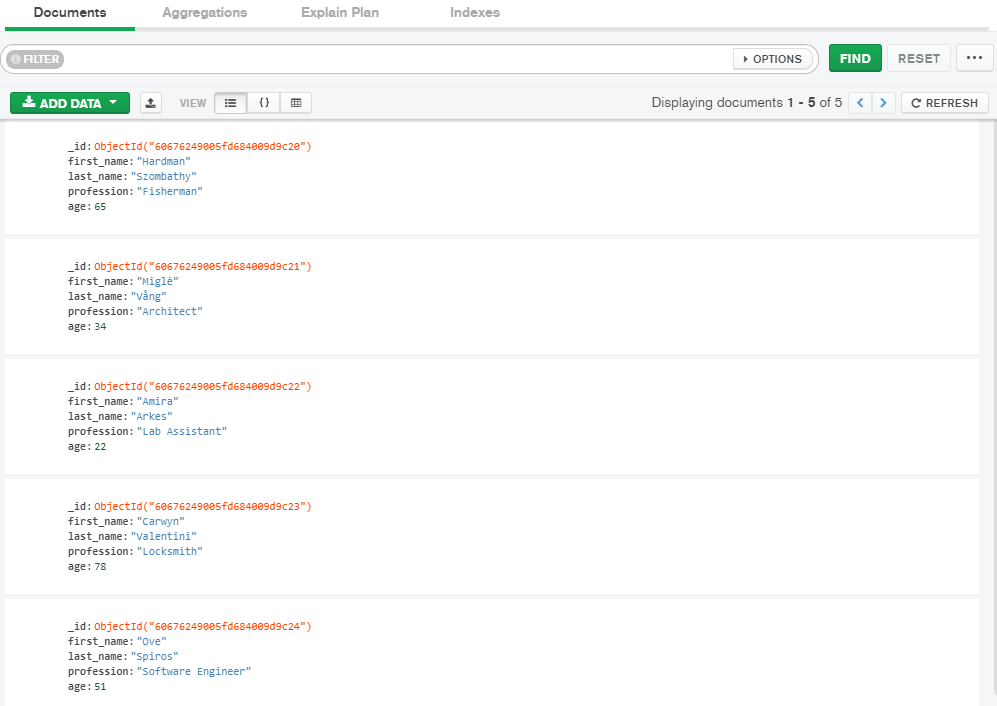 Documents Aggregations Explain Plan Indexes
FILTER OPTIONS FIND RESET ...
ADD DATA VIEW {} Displaying documents 1 - 5 of 5 < > REFRESH
_id: ObjectId("60676249005fd684009d9c20")
first_name: "Hardman"
last_name: "Szombathy"
profession: "Fisherman"
age: 65
_id: ObjectId("60676249005fd684009d9c21")
first_name: "Miglė"
last_name: "Vång"
profession: "Architect"
age: 34
_id: ObjectId("60676249005fd684009d9c22")
first_name: "Amira"
last_name: "Arkes"
profession: "Lab Assistant"
age: 22
_id: ObjectId("60676249005fd684009d9c23")
first_name: "Carwyn"
last_name: "Valentini"
profession: "Locksmith"
age: 78
_id: ObjectId("60676249005fd684009d9c24")
first_name: "Ove"
last_name: "Spiros"
profession: "Software Engineer"
age: 51